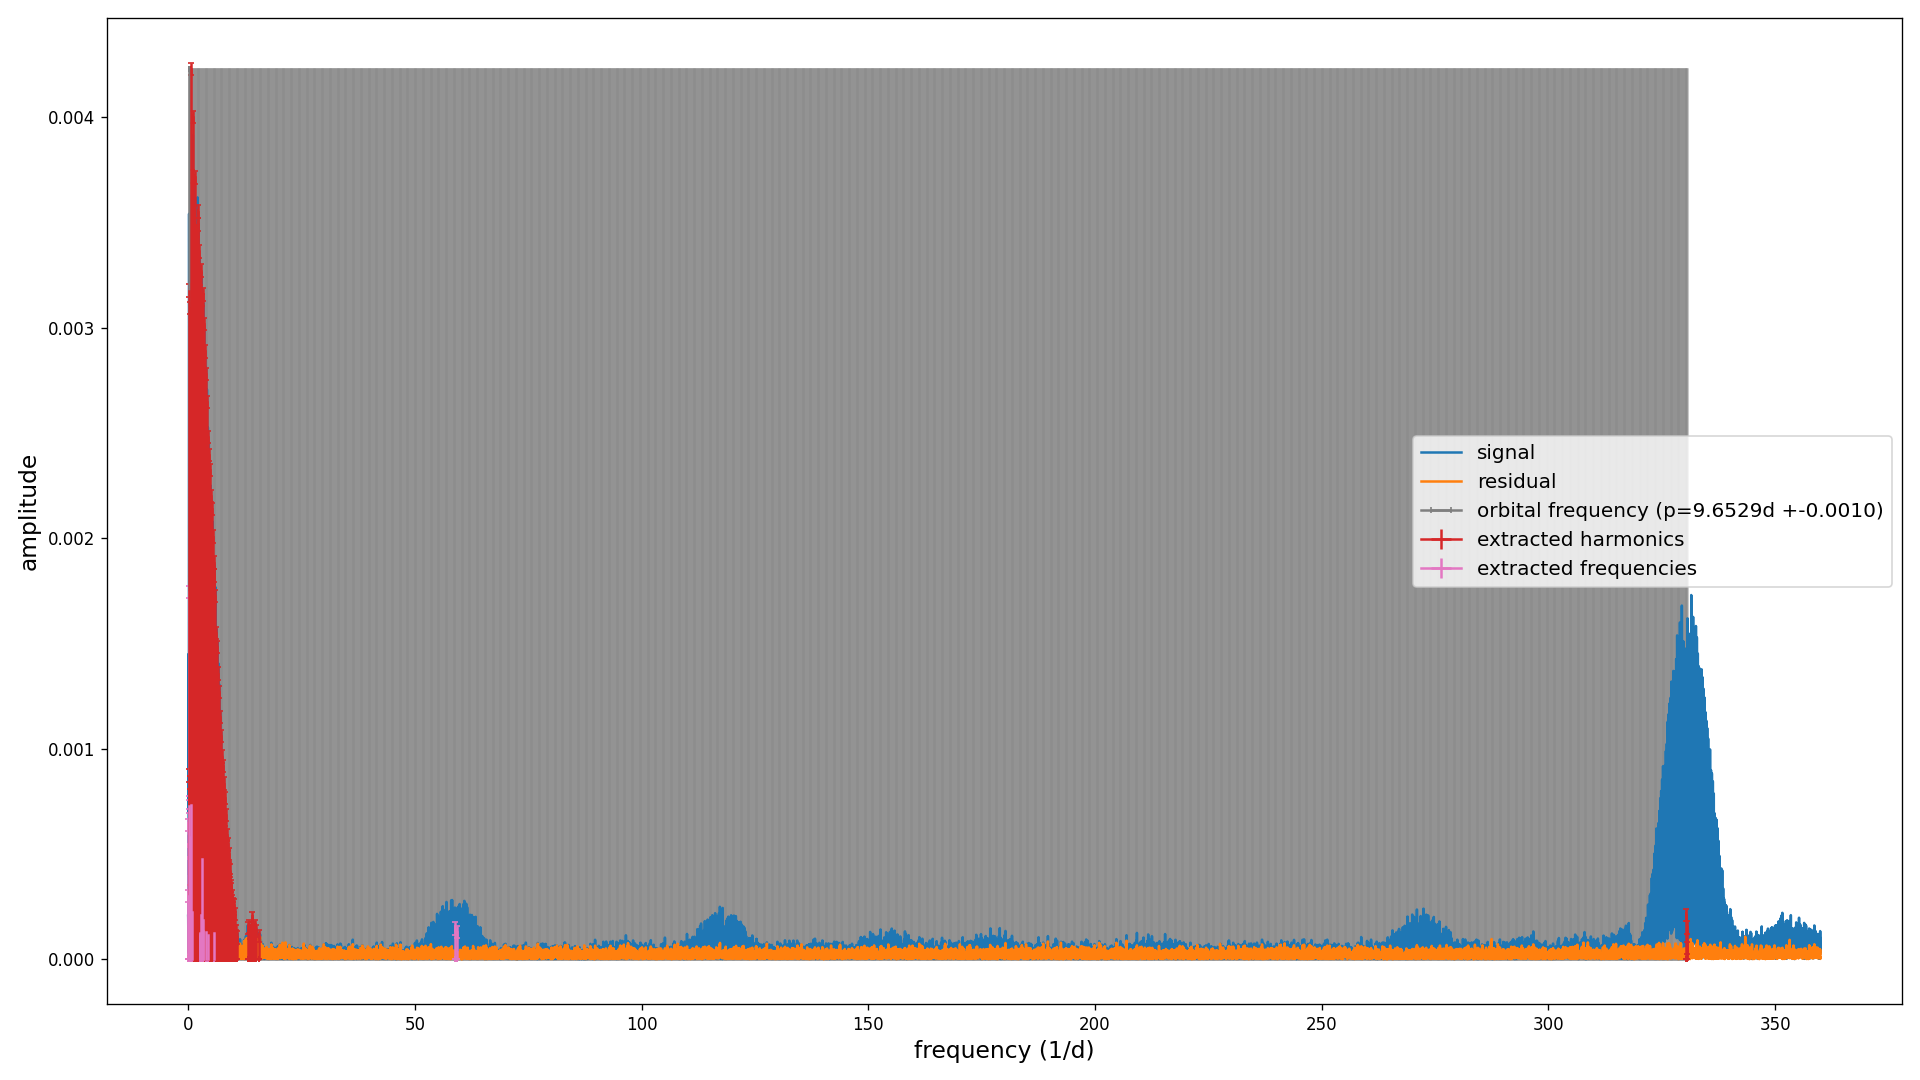 0.004
0.003
0.002
0.001
0.000
amplitude
signal
residual
orbital frequency (p=9.6529d +-0.0010)
extracted harmonics
extracted frequencies
0 50 100 150 200 250 300 350
frequency (1/d)